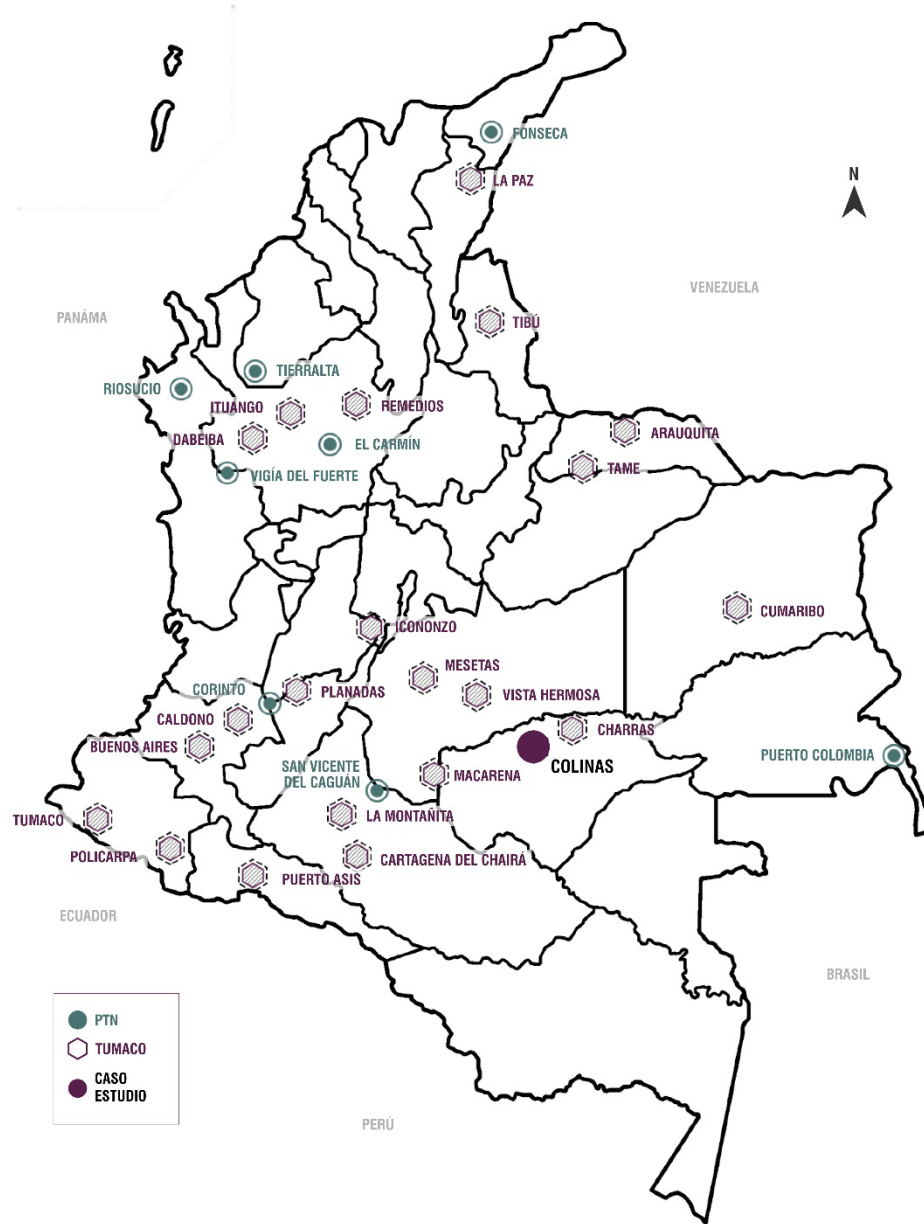 FONSECA
N
LA PAZ
VENEZUELA
PANÁMA
TIBÚ
TIERRALTA
RIOSUCIO
ITUANGO
REMEDIOS
DABEIBA
EL CARMÍN
ARAUQUITA
TAME
VIGÍA DEL FUERTE
CUMARIBO
ICONONZO
MESETAS
CORINTO
PLANADAS
VISTA HERMOSA
CALDONO
CHARRAS
BUENOS AIRES
PUERTO COLOMBIA
COLINAS
SAN VICENTE
DEL CAGUÁN
MACARENA
TUMACO
LA MONTAÑITA
POLICARPA
CARTAGENA DEL CHAIRÁ
PUERTO ASIS
ECUADOR
BRASIL
PTN
TUMACO
CASO
ESTUDIO
PERÚ